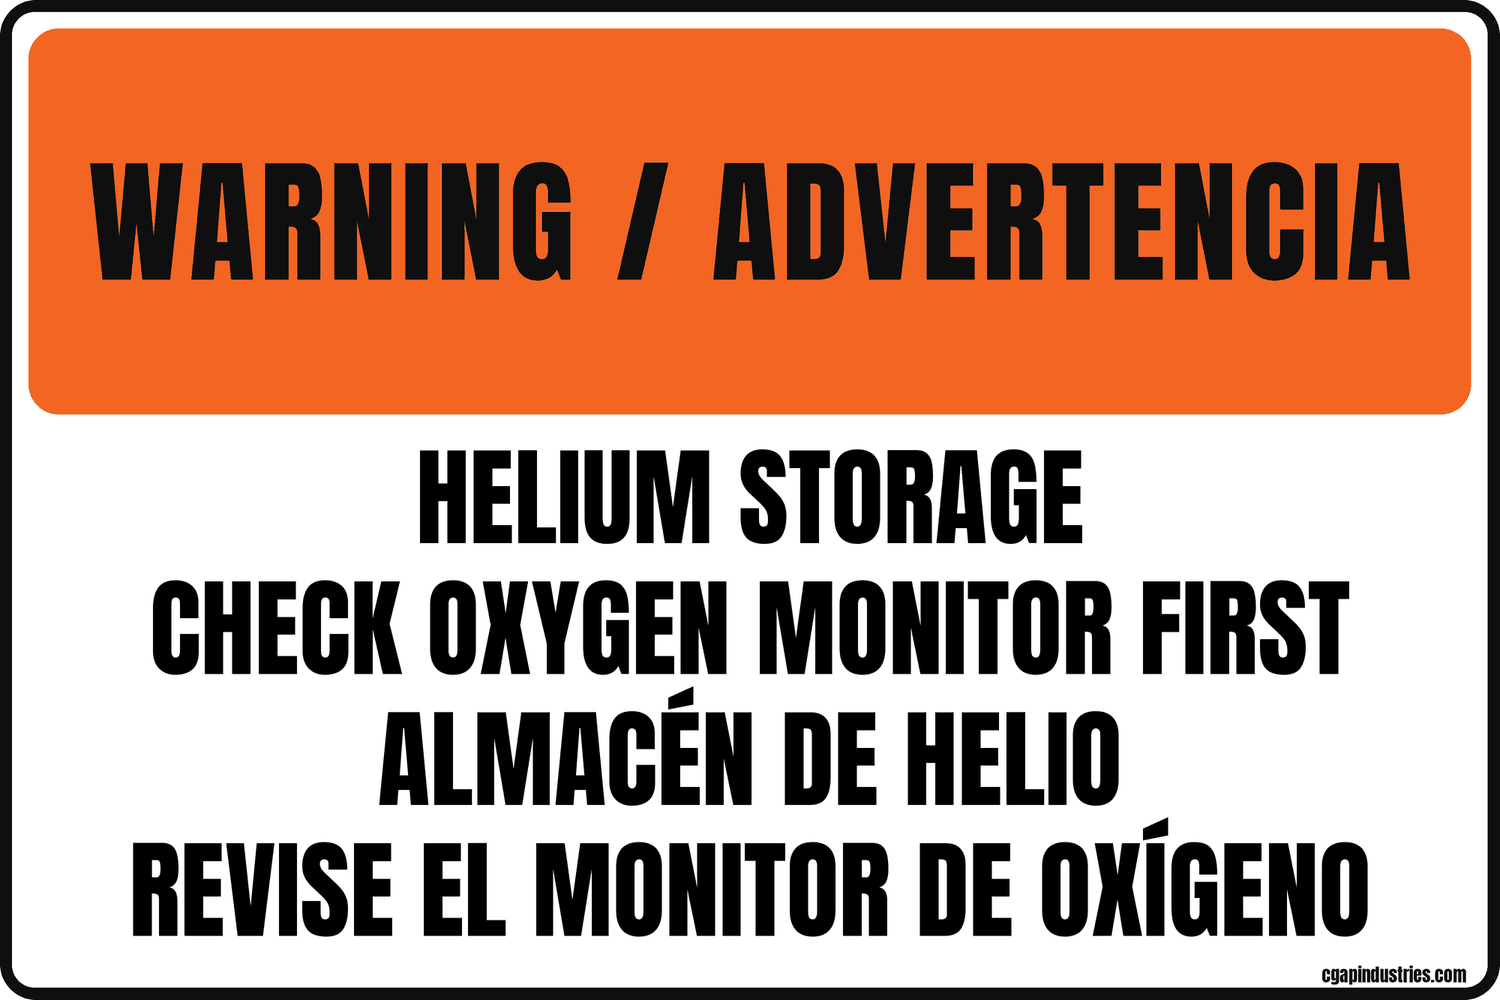 WARNING / ADVERTENCIA
HELIUM STORAGE
CHECK OXYGEN MONITOR FIRST
ALMACÉN DE HELIO
REVISE EL MONITOR DE OXÍGENO
cgapindustries.com